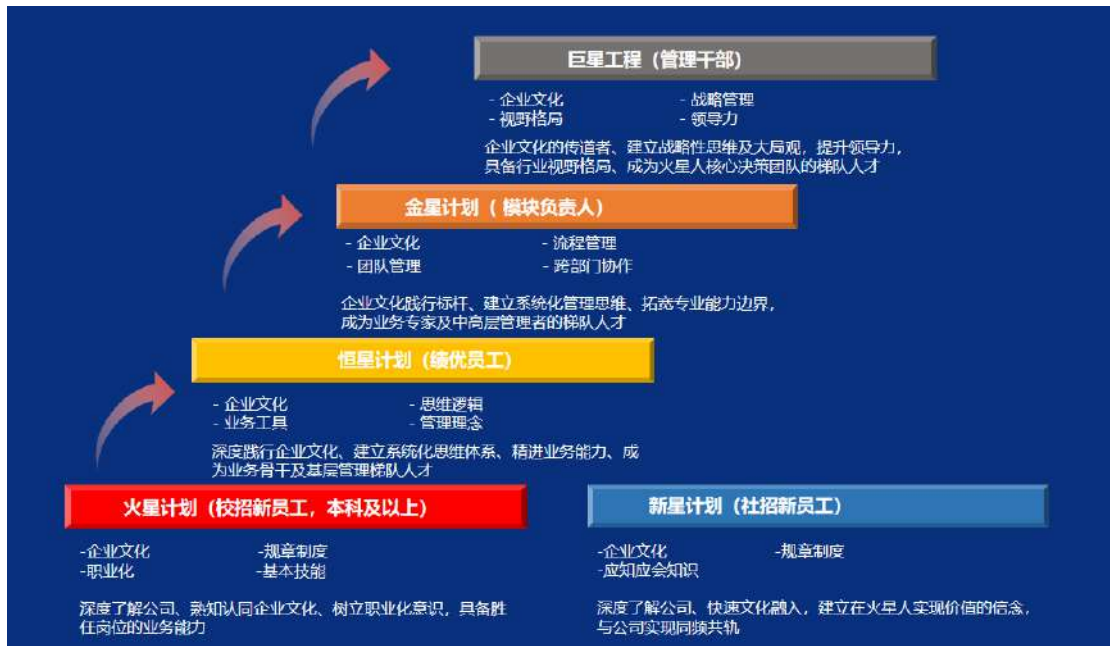 巨星工程（管理干部）
- 企业文化 - 战略管理
- 视野格局 - 领导力
企业文化的传道者、建立战略性思维及大局观，提升领导力，
具备行业视野格局、成为火星人核心决策团队的梯队人才
金星计划（ 模块负责人）
- 企业文化 - 流程管理
- 团队管理 - 跨部门协作
企业文化践行标杆、建立系统化管理思维、拓宽专业能力边界，
成为业务专家及中高层管理者的梯队人才
恒星计划（绩优员工）
- 企业文化 - 思维逻辑
- 业务工具 - 管理理念
深度践行企业文化、建立系统化思维体系、精进业务能力、成
为业务骨干及基层管理梯队人才
火星计划（校招新员工，本科及以上）
-企业文化 -规章制度
-职业化 -基本技能
深度了解公司、熟知认同企业文化、树立职业化意识，具备胜
任岗位的业务能力
新星计划（社招新员工）
-企业文化 -规章制度
-应知应会知识
深度了解公司、快速文化融入，建立在火星人实现价值的信念，
与公司实现同频共轨